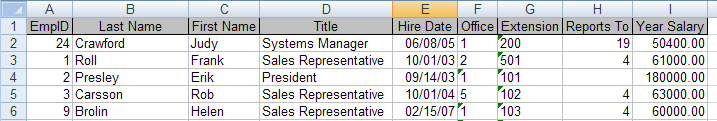 A B C D E F G H I
1 EmpID Last Name First Name Title Hire Date Office Extension Reports To Year Salary
2 24 Crawford Judy Systems Manager 06/08/05 1 200 19 50400.00
3 1 Roll Frank Sales Representative 10/01/03 2 501 4 61000.00
4 2 Presley Erik President 09/14/03 1 101 180000.00
5 3 Carsson Rob Sales Representative 10/01/04 5 102 4 63000.00
6 9 Brolin Helen Sales Representative 02/15/07 1 103 4 60000.00